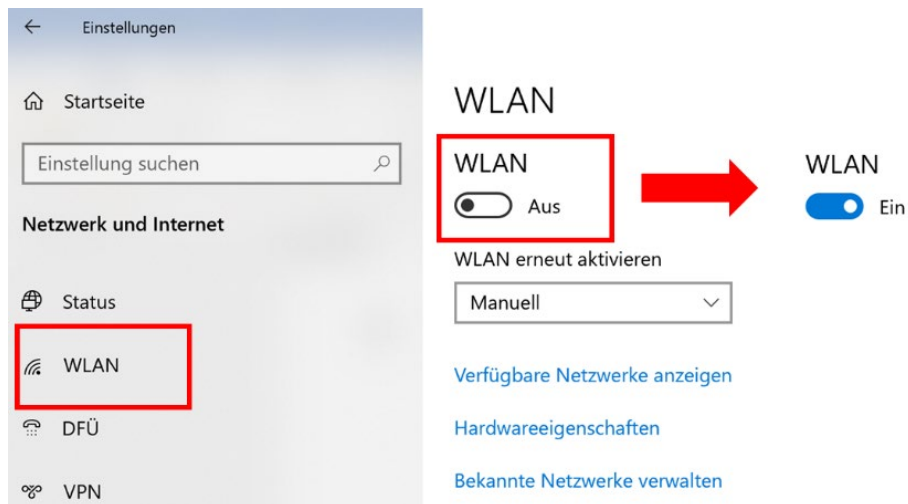 Einstellungen
Startseite
Einstellung suchen
Netzwerk und Internet
Status
WLAN
DFÜ
VPN
WLAN
WLAN
Aus
WLAN erneut aktivieren
Manuell
Verfügbare Netzwerke anzeigen
Hardwareeigenschaften
Bekannte Netzwerke verwalten
WLAN
Ein